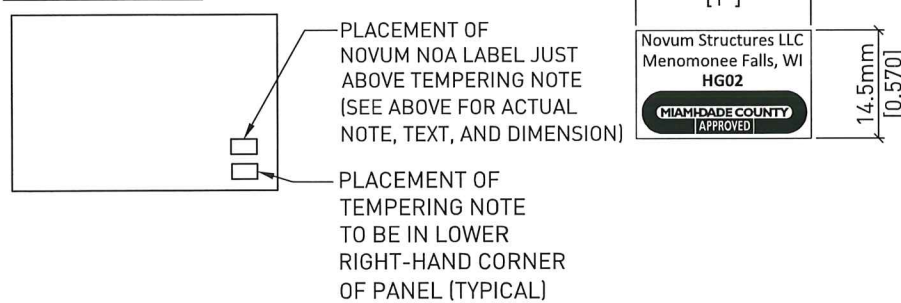 PLACEMENT OF
NOVUM NOA LABEL JUST
ABOVE TEMPERING NOTE
(SEE ABOVE FOR ACTUAL
NOTE, TEXT, AND DIMENSION)
PLACEMENT OF
TEMPERING NOTE
TO BE IN LOWER
RIGHT-HAND CORNER
OF PANEL (TYPICAL)
Novum Structures LLC
Menomonee Falls, WI
HG02
MIAMI-DADE COUNTY
APPROVED
14.5mm
[0.570]